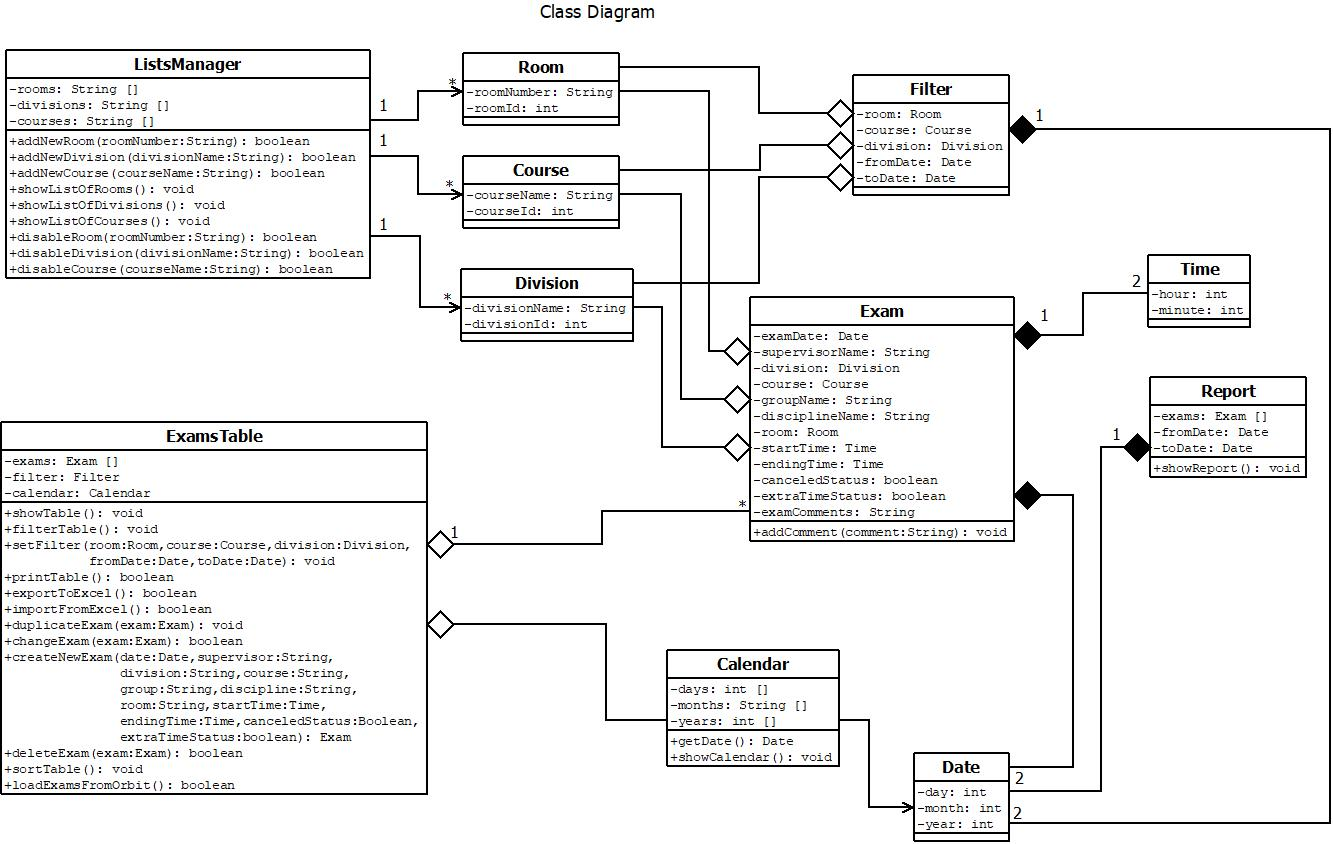 Class Diagram
ListsManager
-rooms: String []
-divisions: String []
-courses: String []
+addNewRoom(roomNumber:String): boolean
+addNewDivision(divisionName:String): boolean
+addNewCourse(courseName:String): boolean
+showListOfRooms(): void
+showListOfDivisions(): void
+showListOfCourses(): void
+disableRoom(roomNumber:String): boolean
+disableDivision(divisionName:String): boolean
+disableCourse(courseName:String): boolean
1
*
1
*
1
*
Room
-roomNumber: String
-roomId: int
Course
-courseName: String
-courseId: int
Division
-divisionName: String
-divisionId: int
Filter
-room: Room
-course: Course
-division: Division
-fromDate: Date
-toDate: Date
1
Exam
-examDate: Date
-supervisorName: String
-division: Division
-course: Course
-groupName: String
-disciplineName: String
-room: Room
-startTime: Time
-endingTime: Time
-canceledStatus: boolean
-extraTimeStatus: boolean
-examComments: String
+addComment(comment:String): void
1
2
Time
-hour: int
-minute: int
Report
-exams: Exam []
-fromDate: Date
-toDate: Date
+showReport(): void
1
ExamsTable
-exams: Exam []
-filter: Filter
-calendar: Calendar
+showTable(): void
+filterTable(): void
+setFilter(room:Room,course:Course,division:Division,
fromDate:Date,toDate:Date): void
+printTable(): boolean
+exportToExcel(): boolean
+importFromExcel(): boolean
+duplicateExam(exam:Exam): void
+changeExam(exam:Exam): boolean
+createNewExam(date:Date,supervisor:String,
division:String,course:String,
group:String,discipline:String,
room:String,startTime:Time,
endingTime:Time,canceledStatus:Boolean,
extraTimeStatus:boolean): Exam
+deleteExam(exam:Exam): boolean
+sortTable(): void
+loadExamsFromOrbit(): boolean
1
*
Calendar
-days: int []
-months: String []
-years: int []
+getDate(): Date
+showCalendar(): void
Date
-day: int
-month: int
-year: int
2
2